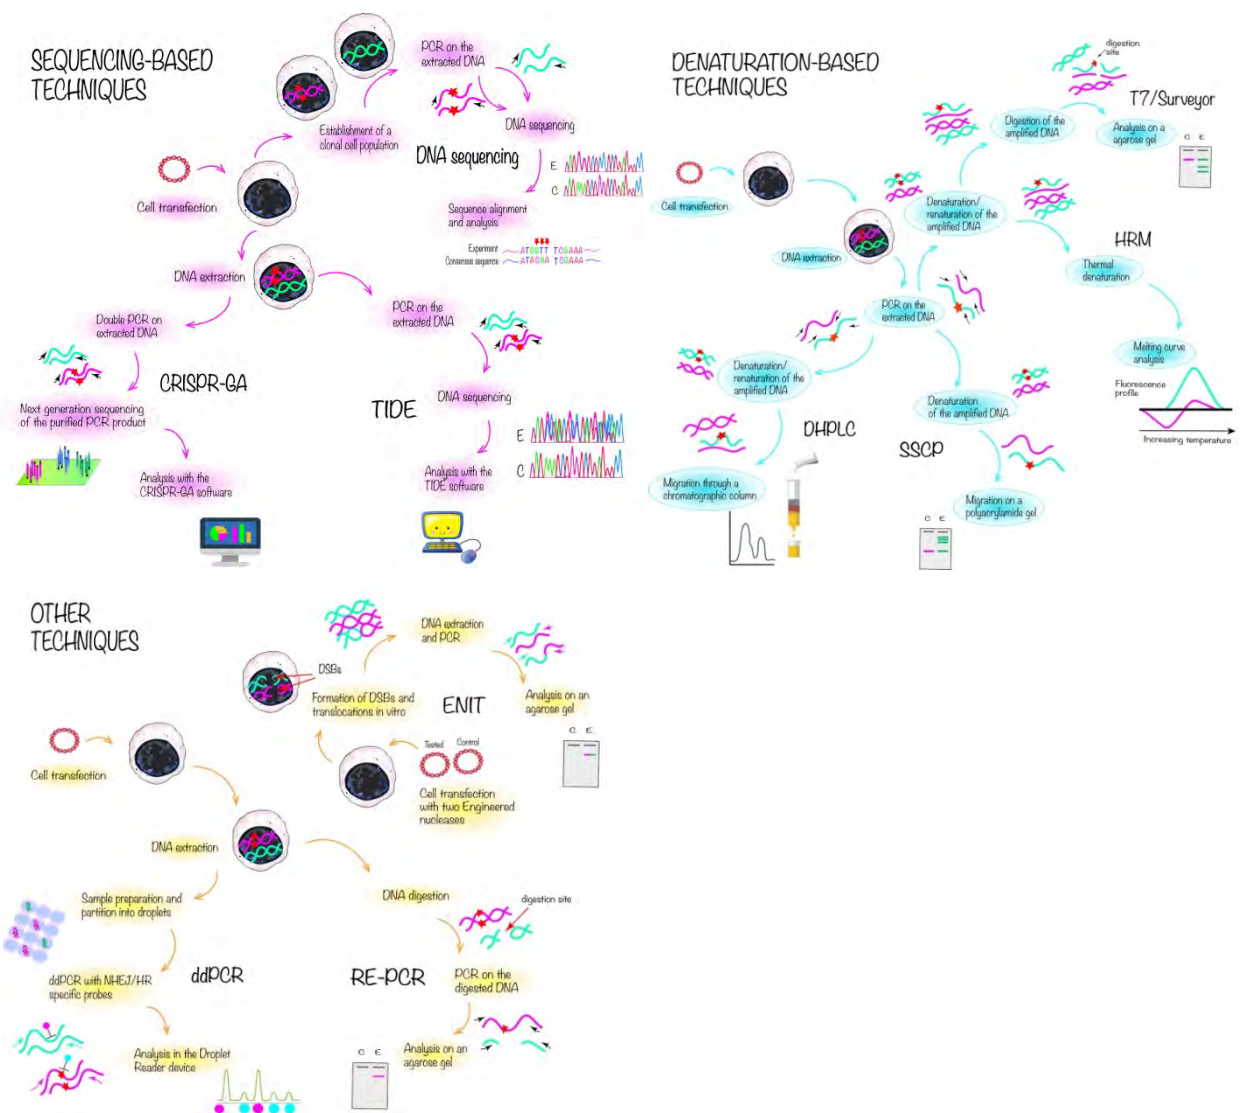 SEQUENCING-BASED
TECHNIQUES
PCR on the
extracted DNA
DNA sequencing
Establishment of a
clonal cell population
DNA sequencing
E
C
Cell transfection
Sequence alignment
and analysis
Experiment
ATGGTT TCGAAA
Consensus sequence
ATAGGA TCGAAA
DNA extraction
Double PCR on
extracted DNA
PCR on the
extracted DNA
CRISPR-GA
TIDE
Next generation sequencing
of the purified PCR product
DNA sequencing
E
C
Analysis with the
CRISPR-GA software
Analysis with the
TIDE software
DENATURATION-BASED
TECHNIQUES
digestion
site
T7/Surveyor
Digestion of the
amplified DNA
Analysis on a
agarose gel
C E
Cell transfection
Denaturation/
renaturation of the
amplified DNA
DNA extraction
HRM
Thermal
denaturation
PCR on the
extracted DNA
Melting curve
analysis
Fluorescence
profile
Increasing temperature
Denaturation/
renaturation of the
amplified DNA
Denaturation
of the amplified DNA
DHPLC
SSCP
Migration through a
chromatographic column
Migration on a
polyacrylamide gel
C E
OTHER
TECHNIQUES
DNA extraction
and PCR
DSBs
Formation of DSBs and
translocations in vitro
ENIT
Analysis on an
agarose gel
C E
Tested
Control
Cell transfection
Cell transfection
with two Engineered
nucleases
DNA extraction
Sample preparation and
partition into droplets
DNA digestion
digestion site
ddPCR with NHEJ/HR
specific probes
ddPCR
RE-PCR
PCR on the
digested DNA
Analysis in the Droplet
Reader device
C E
Analysis on an
agarose gel